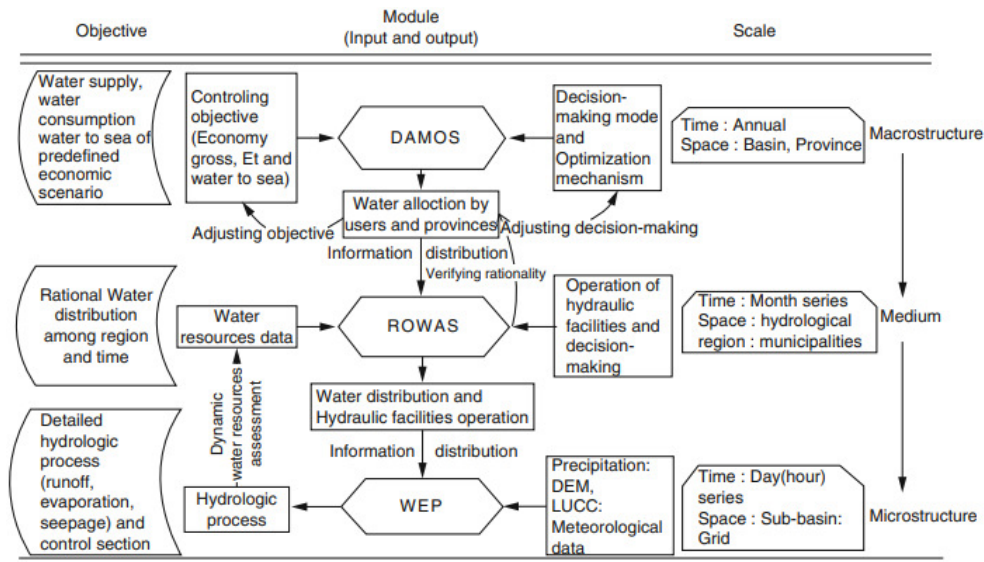 Objective
Module
(Input and output)
Scale
Water supply,
water
consumption
water to sea of
predefined
economic
scenario
Controling
objective
(Economy
gross, Et and
water to sea)
DAMOS
Decision-
making mode
and
Optimization
mechanism
Time : Annual
Space : Basin, Province
Macrostructure
Water alloction by
users and provinces
Adjusting objective
Adjusting decision-making
Information distribution
Verifying rationality
Rational Water
distribution
among region
and time
Water
resources data
ROWAS
Operation of
hydraulic
facilities and
decision-
making
Time : Month series
Space : hydrological
region : municipalities
Medium
Dynamic
water resources
assessment
Water distribution and
Hydraulic facilities operation
Information distribution
Detailed
hydrologic
process
(runoff,
evaporation,
seepage) and
control section
Hydrologic
process
WEP
Precipitation:
DEM,
LUCC:
Meteorological
data
Time : Day(hour)
series
Space : Sub-basin:
Grid
Microstructure